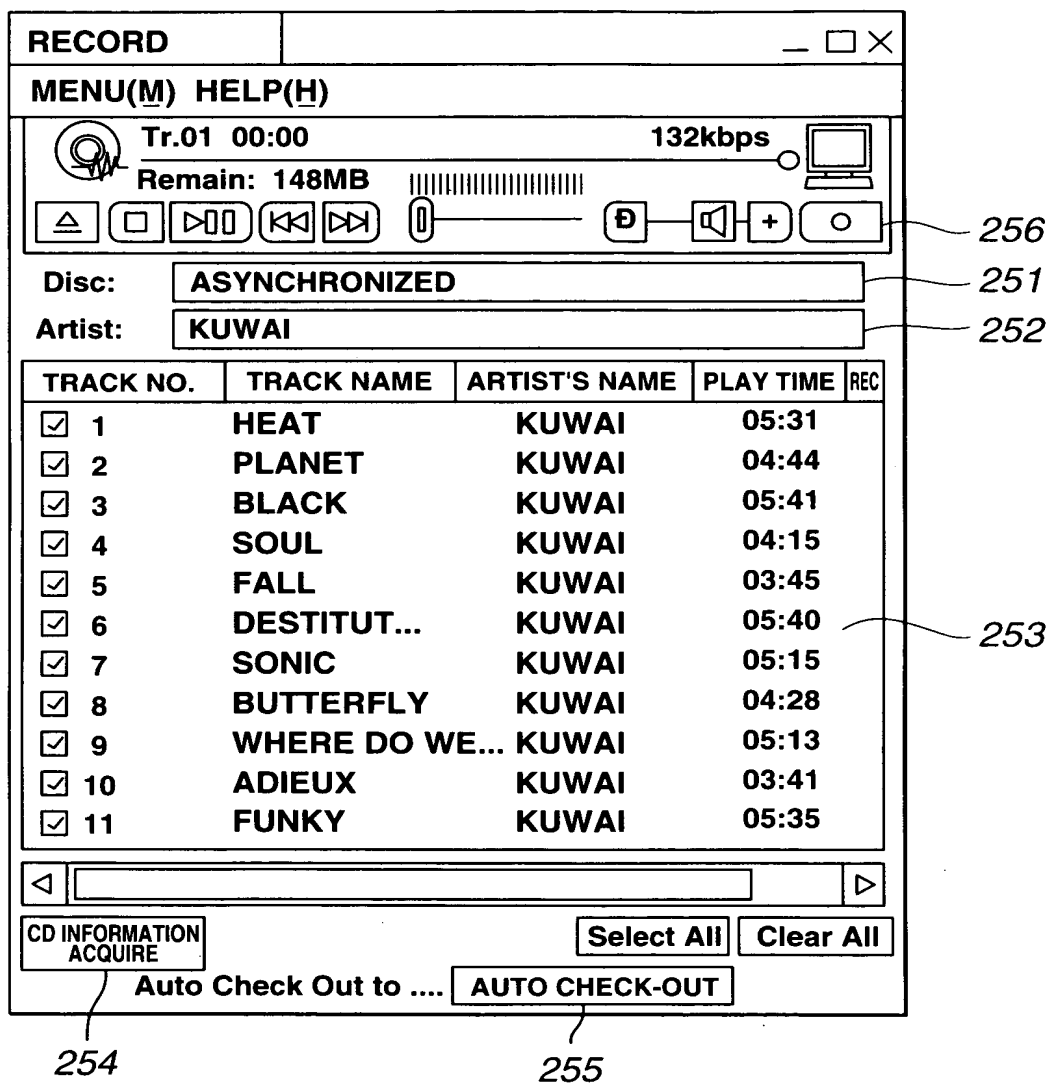 RECORD
MENU(M) HELP(H)
Tr.01 00:00 132kbps
Remain: 148MB
Đ +
256
Disc: ASYNCHRONIZED
251
Artist: KUWAI
252
TRACK NO. TRACK NAME ARTIST'S NAME PLAY TIME REC
1 HEAT KUWAI 05:31
2 PLANET KUWAI 04:44
3 BLACK KUWAI 05:41
4 SOUL KUWAI 04:15
5 FALL KUWAI 03:45
6 DESTITUT... KUWAI 05:40
253
7 SONIC KUWAI 05:15
8 BUTTERFLY KUWAI 04:28
9 WHERE DO WE... KUWAI 05:13
10 ADIEUX KUWAI 03:41
11 FUNKY KUWAI 05:35
CD INFORMATION
ACQUIRE
Select All Clear All
Auto Check Out to .... AUTO CHECK-OUT
254 255